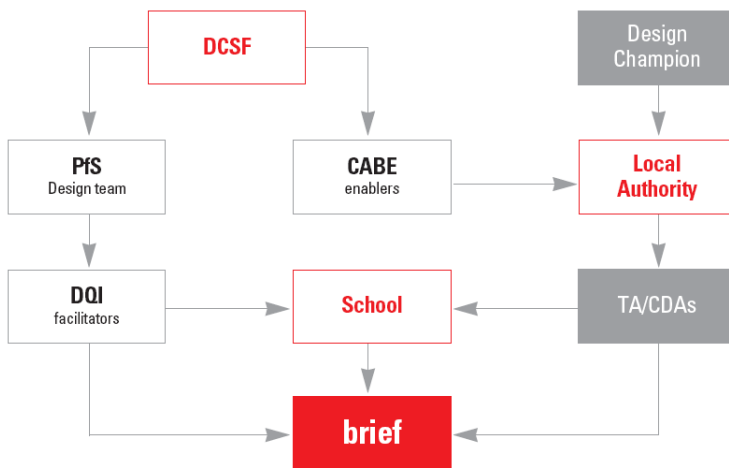 DCSF
Design
Champion
PfS
Design team
CABE
enablers
Local
Authority
DQI
facilitators
School
TA/CDAs
brief